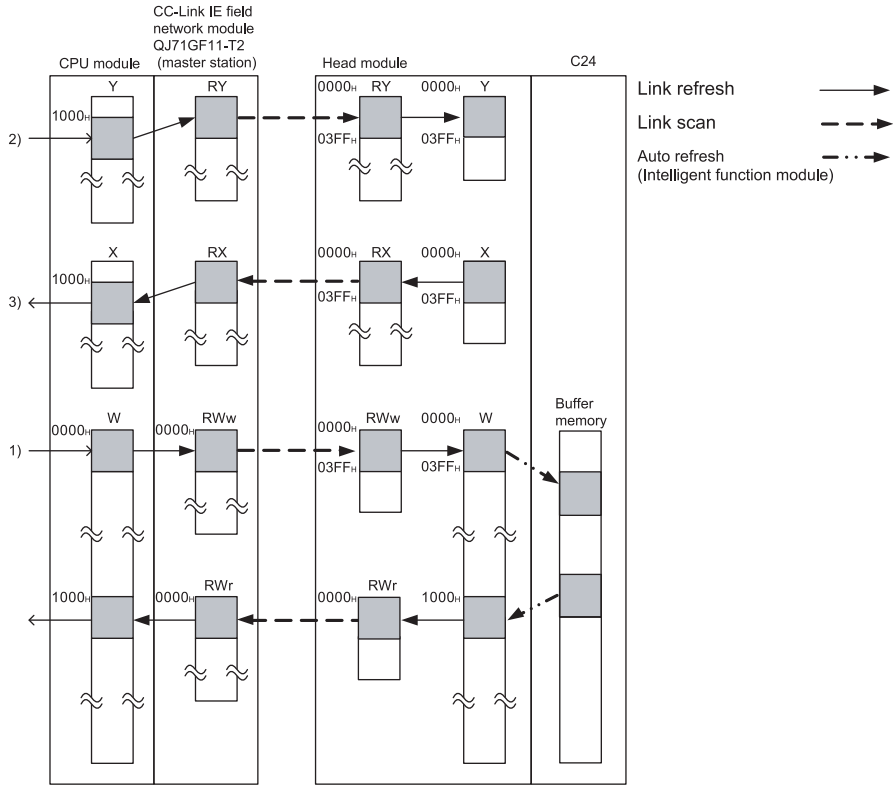 CC-Link IE field
network module
QJ71GF11-T2
(master station)
CPU module
Head module
C24
Y
RY
0000H
RY
0000H
Y
1000H
2)
03FFH
03FFH
Link refresh
Link scan
Auto refresh
(Intelligent function module)
X
RX
0000H
RX
0000H
X
1000H
3)
03FFH
03FFH
W
RWw
RWw
W
Buffer
memory
0000H
0000H
0000H
0000H
1)
03FFH
03FFH
RWr
RWr
1000H
0000H
0000H
1000H